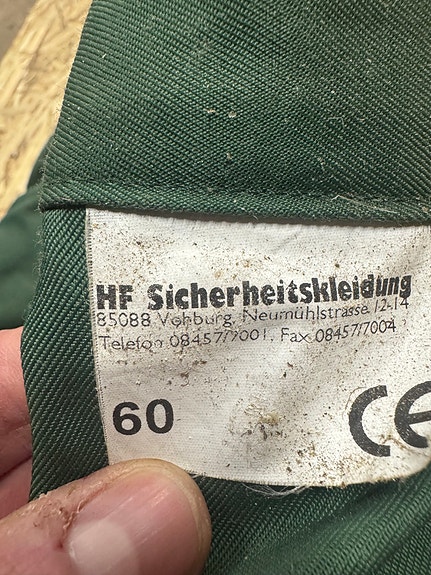 HF Sicherheitskleidung
85088 Vohburg, Neumühlstrasse 12-14
Telefon 08457/7001, Fax 08457/7004
60
CE